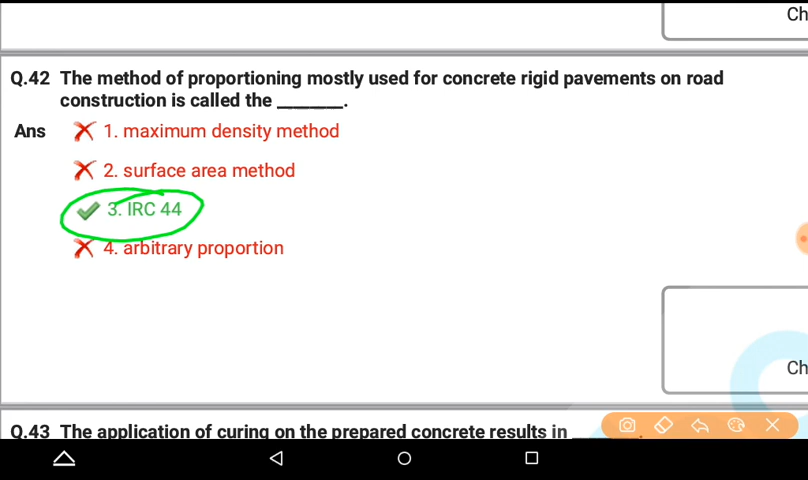 Ch
Q.42 The method of proportioning mostly used for concrete rigid pavements on road
construction is called the ______.
Ans 1. maximum density method
2. surface area method
3. IRC 44
4. arbitrary proportion
Ch
Q.43 The application of curing on the prepared concrete results in ______.